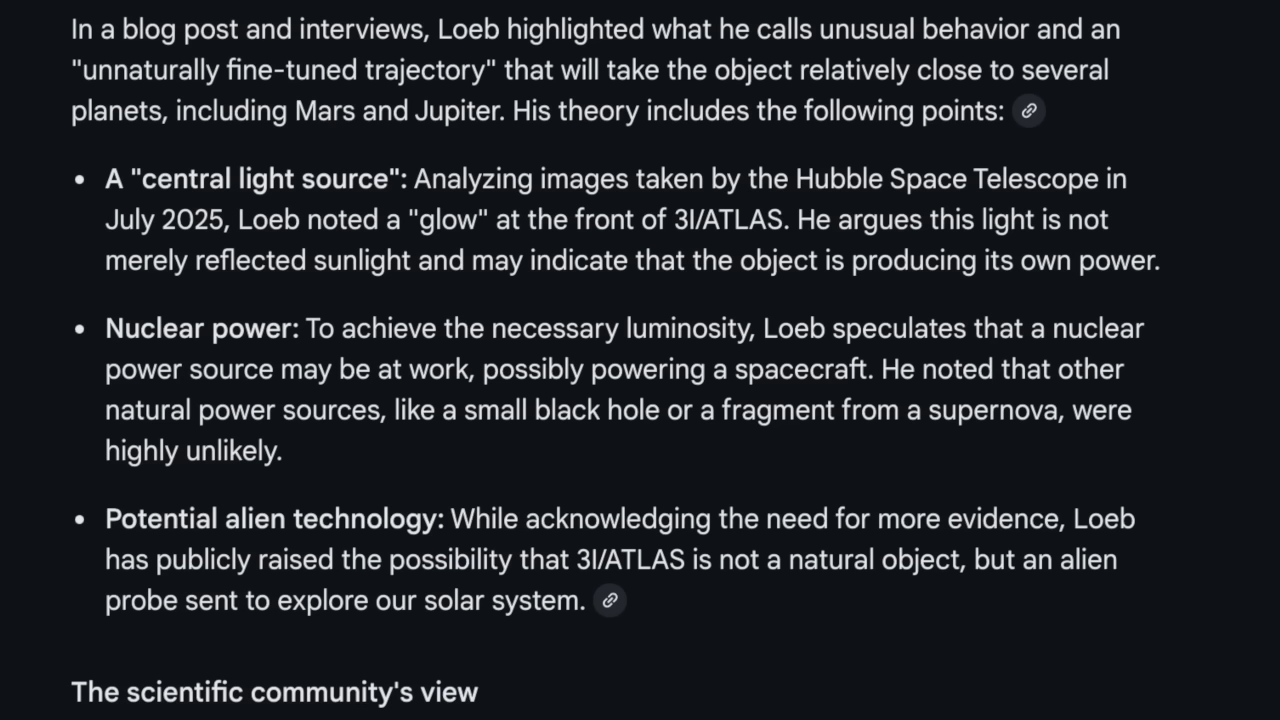 In a blog post and interviews, Loeb highlighted what he calls unusual behavior and an
"unnaturally fine-tuned trajectory" that will take the object relatively close to several
planets, including Mars and Jupiter. His theory includes the following points:
• A "central light source": Analyzing images taken by the Hubble Space Telescope in
July 2025, Loeb noted a "glow" at the front of 3I/ATLAS. He argues this light is not
merely reflected sunlight and may indicate that the object is producing its own power.
• Nuclear power: To achieve the necessary luminosity, Loeb speculates that a nuclear
power source may be at work, possibly powering a spacecraft. He noted that other
natural power sources, like a small black hole or a fragment from a supernova, were
highly unlikely.
• Potential alien technology: While acknowledging the need for more evidence, Loeb
has publicly raised the possibility that 3I/ATLAS is not a natural object, but an alien
probe sent to explore our solar system.
The scientific community's view